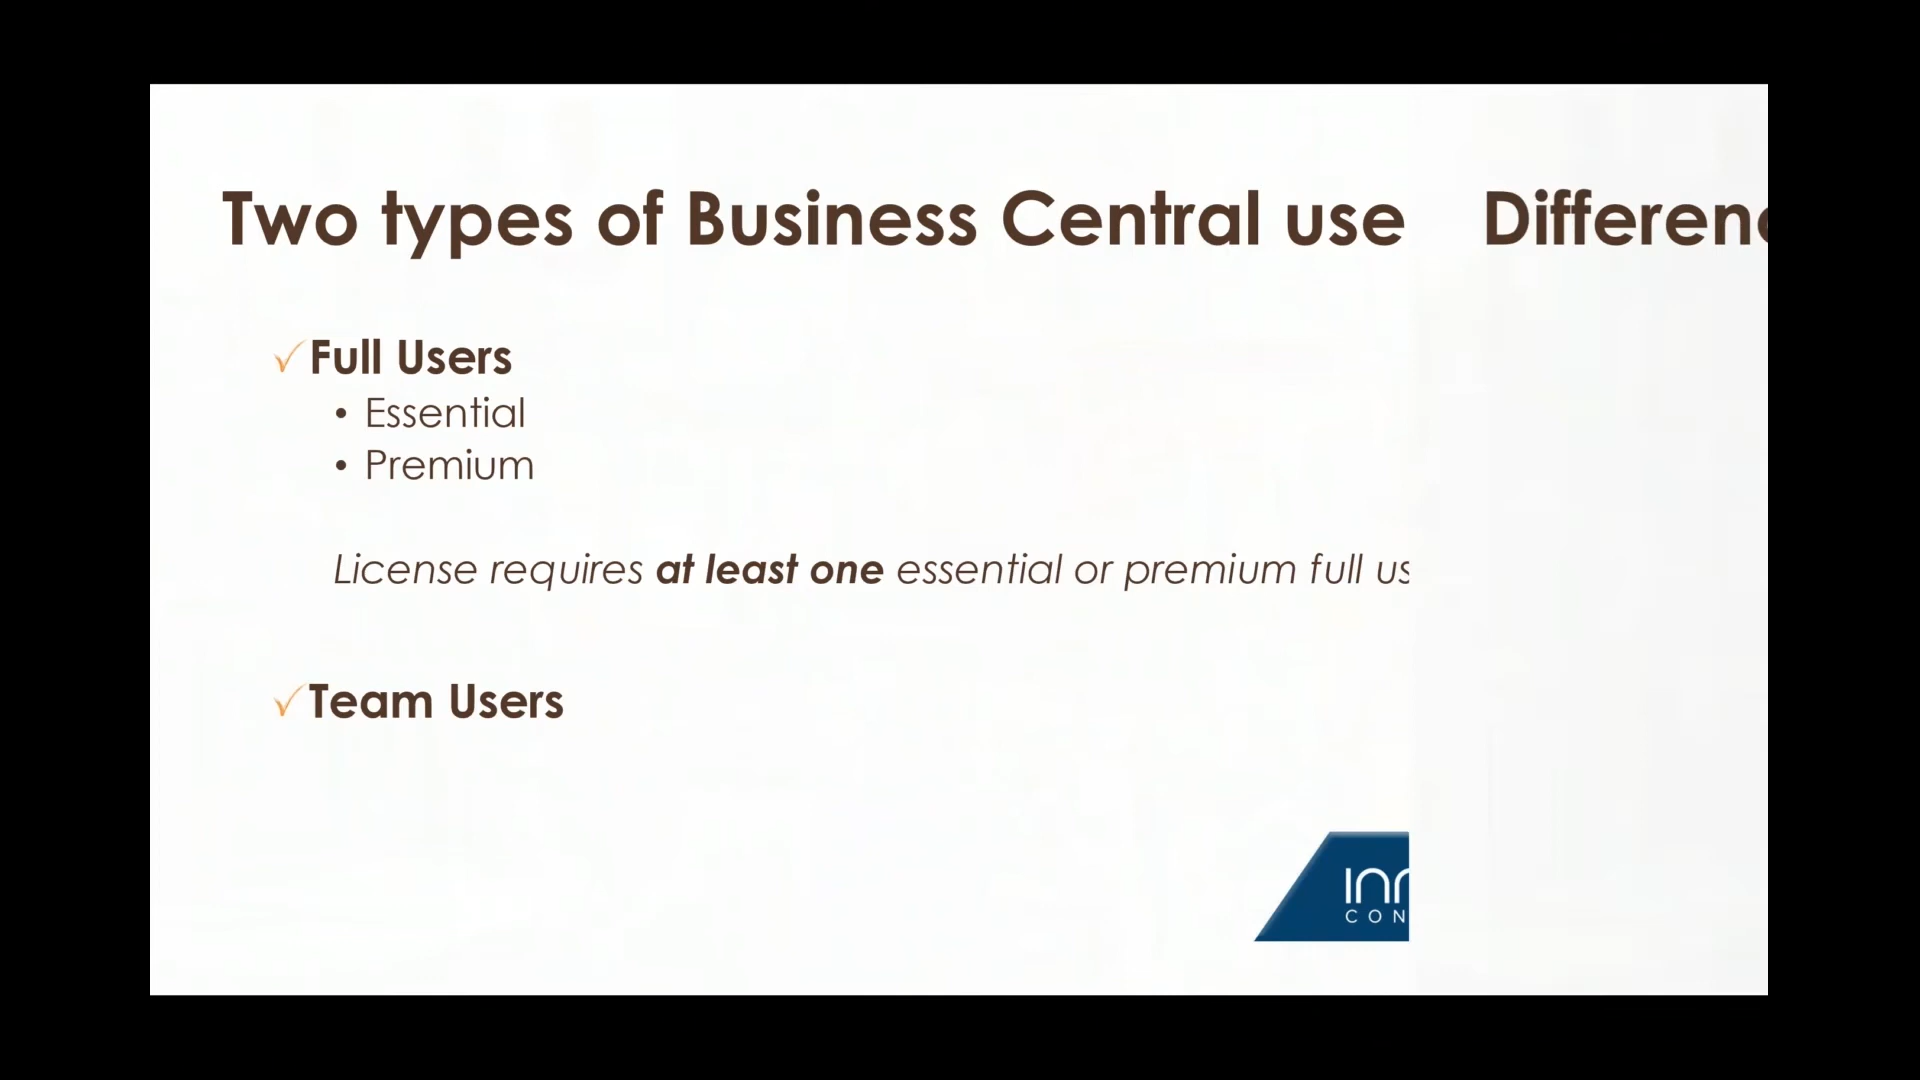 Two types of Business Central use
Differen
✓Full Users
• Essential
• Premium
License requires at least one essential or premium full us
✓Team Users
CON